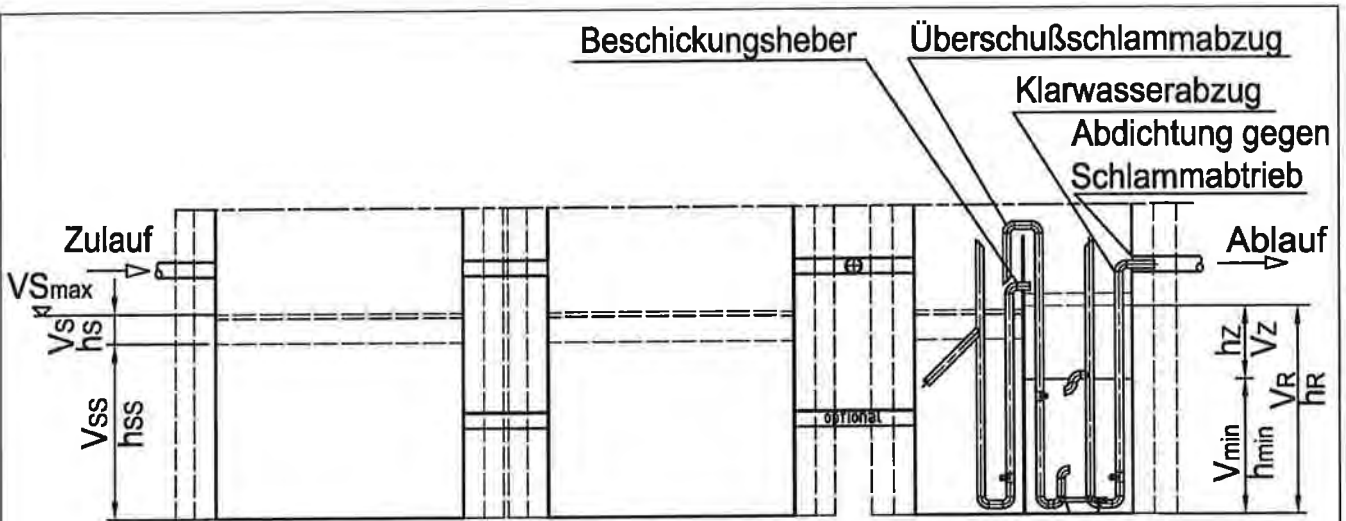 Beschickungsheber
Überschußschlammabzug
Klarwasserabzug
Abdichtung gegen
Schlammabtrieb
Zulauf
Ablauf
VSmax
VS
hS
VSS
hSS
optional
hZ
VZ
VR
hR
Vmin
hmin